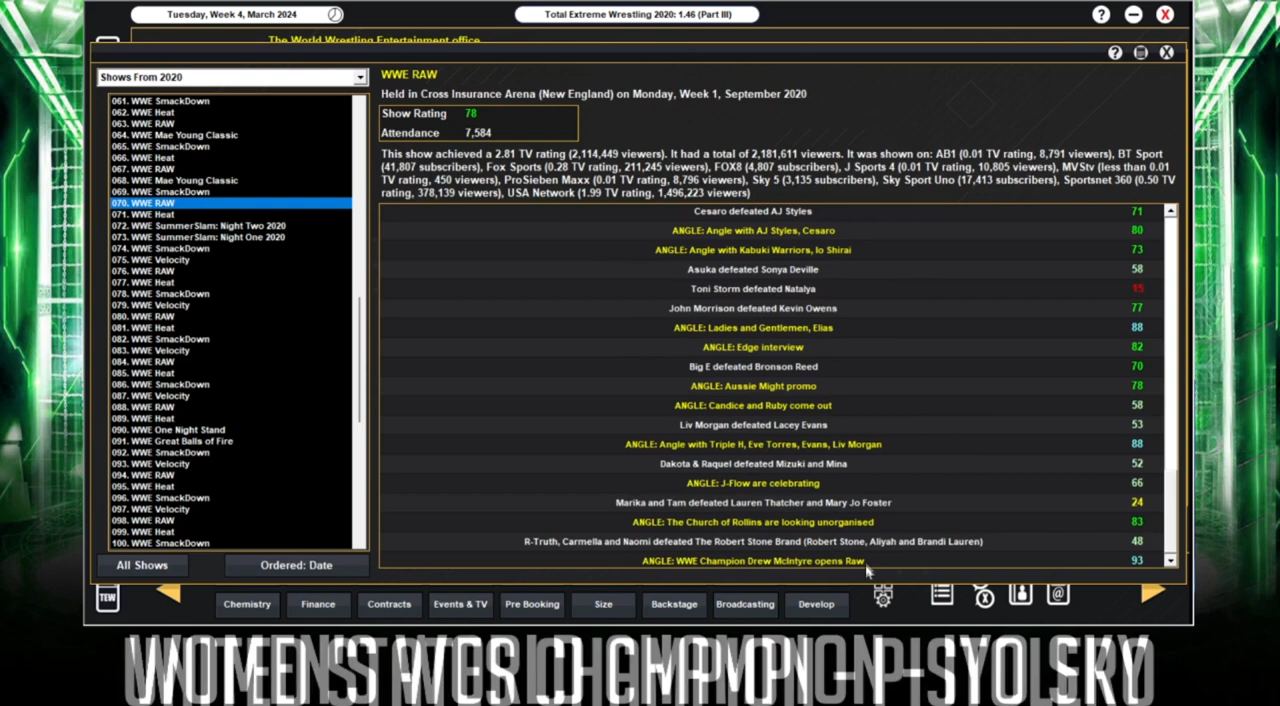 Tuesday, Week 4, March 2024
Total Extreme Wrestling 2020: 1.46 (Part III)
The World Wrestling Entertainment office
Shows From 2020
061. WWE SmackDown
062. WWE Heat
063. WWE RAW
064. WWE Mae Young Classic
065. WWE SmackDown
066. WWE Heat
067. WWE RAW
068. WWE Mae Young Classic
069. WWE SmackDown
070. WWE RAW
071. WWE Heat
072. WWE SummerSlam: Night Two 2020
073. WWE SummerSlam: Night One 2020
074. WWE SmackDown
075. WWE Velocity
076. WWE RAW
077. WWE Heat
078. WWE SmackDown
079. WWE Velocity
080. WWE RAW
081. WWE Heat
082. WWE SmackDown
083. WWE Velocity
084. WWE RAW
085. WWE Heat
086. WWE SmackDown
087. WWE Velocity
088. WWE RAW
089. WWE Heat
090. WWE One Night Stand
091. WWE Great Balls of Fire
092. WWE SmackDown
093. WWE Velocity
094. WWE RAW
095. WWE Heat
096. WWE SmackDown
097. WWE Velocity
098. WWE RAW
099. WWE Heat
100. WWE SmackDown
All Shows
Ordered: Date
WWE RAW
Held in Cross Insurance Arena (New England) on Monday, Week 1, September 2020
Show Rating 78
Attendance 7,584
This show achieved a 2.81 TV rating (2,114,449 viewers). It had a total of 2,181,611 viewers. It was shown on: AB1 (0.01 TV rating, 8,791 viewers), BT Sport
(41,807 subscribers), Fox Sports (0.28 TV rating, 211,245 viewers), FOX8 (4,807 subscribers), J Sports 4 (0.01 TV rating, 10,805 viewers), MVStv (less than 0.01
TV rating, 450 viewers), ProSieben Maxx (0.01 TV rating, 8,796 viewers), Sky 5 (3,135 subscribers), Sky Sport Uno (17,413 subscribers), Sportsnet 360 (0.50 TV
rating, 378,139 viewers), USA Network (1.99 TV rating, 1,496,223 viewers)
Cesaro defeated AJ Styles 71
ANGLE: Angle with AJ Styles, Cesaro 80
ANGLE: Angle with Kabuki Warriors, Io Shirai 73
Asuka defeated Sonya Deville 58
Toni Storm defeated Natalya 15
John Morrison defeated Kevin Owens 77
ANGLE: Ladies and Gentlemen, Elias 88
ANGLE: Edge interview 82
Big E defeated Bronson Reed 70
ANGLE: Aussie Might promo 78
ANGLE: Candice and Ruby come out 58
Liv Morgan defeated Lacey Evans 53
ANGLE: Angle with Triple H, Eve Torres, Evans, Liv Morgan 88
Dakota & Raquel defeated Mizuki and Mina 52
ANGLE: J-Flow are celebrating 66
Marika and Tam defeated Lauren Thatcher and Mary Jo Foster 24
ANGLE: The Church of Rollins are looking unorganised 83
R-Truth, Carmella and Naomi defeated The Robert Stone Brand (Robert Stone, Aliyah and Brandi Lauren) 48
ANGLE: WWE Champion Drew McIntyre opens Raw 93
TEW
Chemistry
Finance
Contracts
Events & TV
Pre Booking
Size
Backstage
Broadcasting
Develop